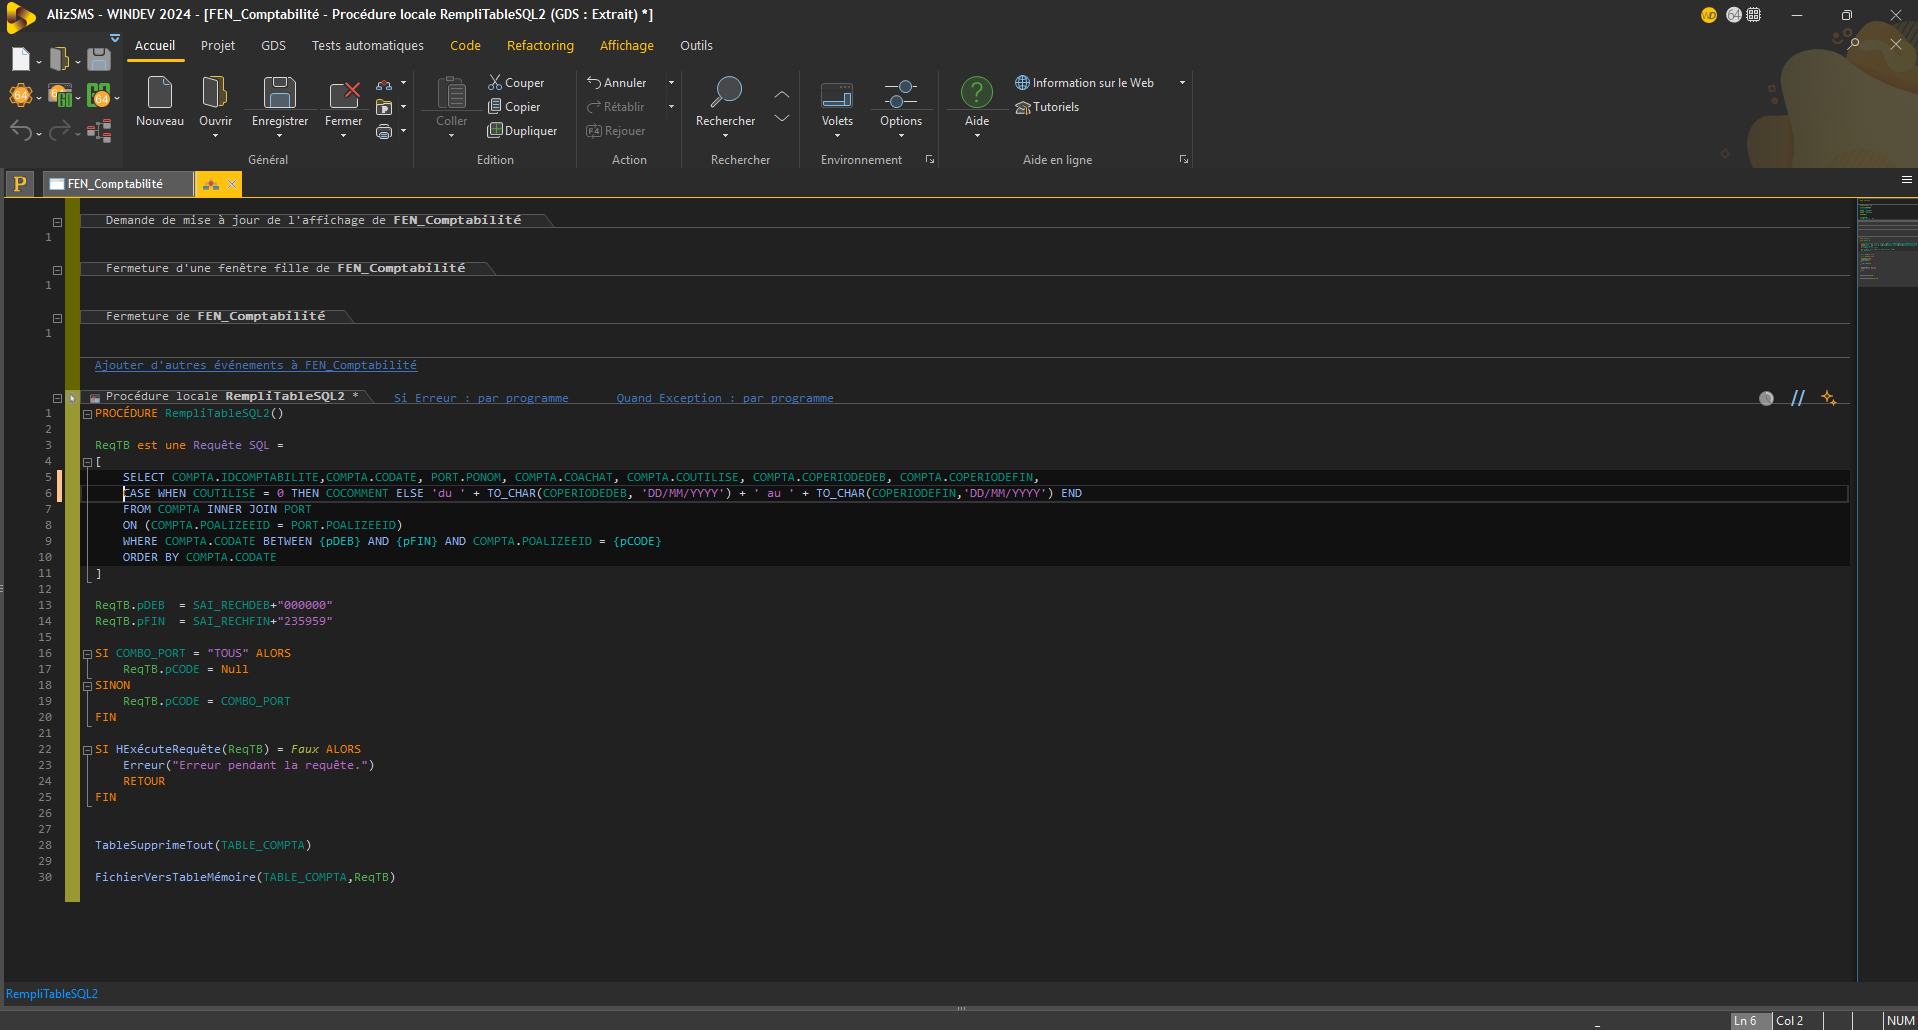 AlizSMS - WINDEV 2024 - [FEN_Comptabilité - Procédure locale RempliTableSQL2 (GDS : Extrait) *]
WD 64
Accueil Projet GDS Tests automatiques Code Refactoring Affichage Outils
64 GO 64
Nouveau Ouvrir Enregistrer Fermer
Général
Coller Couper
Copier
Dupliquer
Edition
Annuler
Rétablir
F4 Rejouer
Action
Rechercher
Rechercher
Volets Options
Environnement
Aide Information sur le Web
Tutoriels
Aide en ligne
P FEN_Comptabilité
Demande de mise à jour de l'affichage de FEN_Comptabilité
1
Fermeture d'une fenêtre fille de FEN_Comptabilité
1
Fermeture de FEN_Comptabilité
1
Ajouter d'autres événements à FEN_Comptabilité
Procédure locale RempliTableSQL2 * Si Erreur : par programme Quand Exception : par programme //
1 PROCÉDURE RempliTableSQL2()
2
3 ReqTB est une Requête SQL =
4 [
5 SELECT COMPTA.IDCOMPTABILITE,COMPTA.CODATE, PORT.PONOM, COMPTA.COACHAT, COMPTA.COUTILISE, COMPTA.COPERIODEDEB, COMPTA.COPERIODEFIN,
6 CASE WHEN COUTILISE = 0 THEN COCOMMENT ELSE 'du ' + TO_CHAR(COPERIODEDEB, 'DD/MM/YYYY') + ' au ' + TO_CHAR(COPERIODEFIN,'DD/MM/YYYY') END
7 FROM COMPTA INNER JOIN PORT
8 ON (COMPTA.POALIZEEID = PORT.POALIZEEID)
9 WHERE COMPTA.CODATE BETWEEN {pDEB} AND {pFIN} AND COMPTA.POALIZEEID = {pCODE}
10 ORDER BY COMPTA.CODATE
11 ]
12
13 ReqTB.pDEB = SAI_RECHDEB+"000000"
14 ReqTB.pFIN = SAI_RECHFIN+"235959"
15
16 SI COMBO_PORT = "TOUS" ALORS
17 ReqTB.pCODE = Null
18 SINON
19 ReqTB.pCODE = COMBO_PORT
20 FIN
21
22 SI HExécuteRequête(ReqTB) = Faux ALORS
23 Erreur("Erreur pendant la requête.")
24 RETOUR
25 FIN
26
27
28 TableSupprimeTout(TABLE_COMPTA)
29
30 FichierVersTableMémoire(TABLE_COMPTA,ReqTB)
RempliTableSQL2
Ln 6 Col 2 NUM